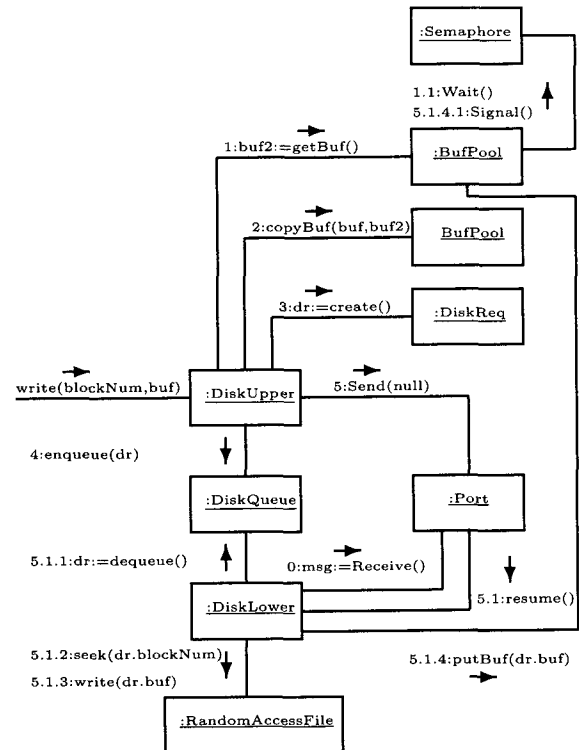 :Semaphore
1.1:Wait()
5.1.4.1:Signal()
1:buf2:=getBuf()
:BufPool
2:copyBuf(buf,buf2)
BufPool
3:dr:=create()
:DiskReq
write(blockNum,buf)
:DiskUpper
5:Send(null)
4:enqueue(dr)
:DiskQueue
:Port
5.1.1:dr:=dequeue()
0:msg:=Receive()
5.1:resume()
:DiskLower
5.1.2:seek(dr.blockNum)
5.1.3:write(dr.buf)
5.1.4:putBuf(dr.buf)
:RandomAccessFile